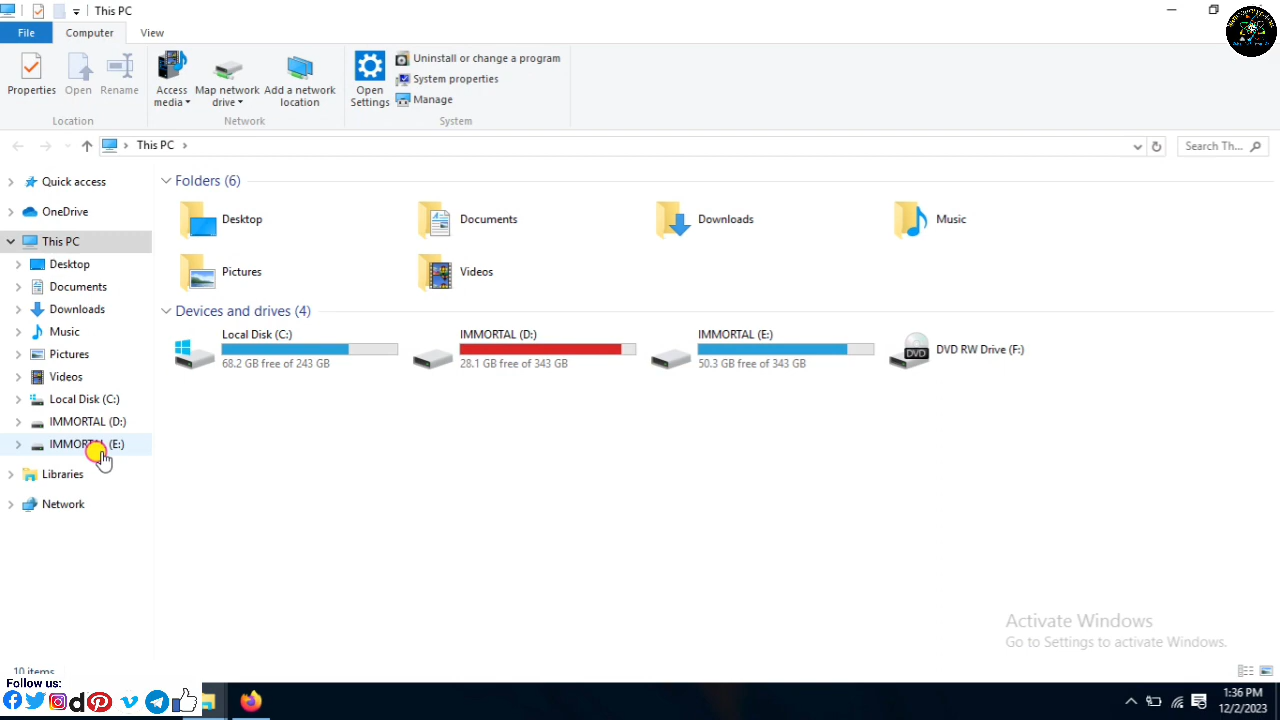 This PC
File Computer View
Properties Open Rename Access media Map network drive Add a network location Open Settings Uninstall or change a program
System properties
Manage
Location Network System
This PC
Search Th...
Quick access
OneDrive
This PC
Desktop
Documents
Downloads
Music
Pictures
Videos
Local Disk (C:)
IMMORTAL (D:)
IMMORTAL (E:)
Libraries
Network
Folders (6)
Desktop Documents Downloads Music
Pictures Videos
Devices and drives (4)
Local Disk (C:) IMMORTAL (D:) IMMORTAL (E:)
DVD RW Drive (F:)
DVD
68.2 GB free of 243 GB 28.1 GB free of 343 GB 50.3 GB free of 343 GB
Activate Windows
Go to Settings to activate Windows.
10 items
Follow us:
1:36 PM
12/2/2023